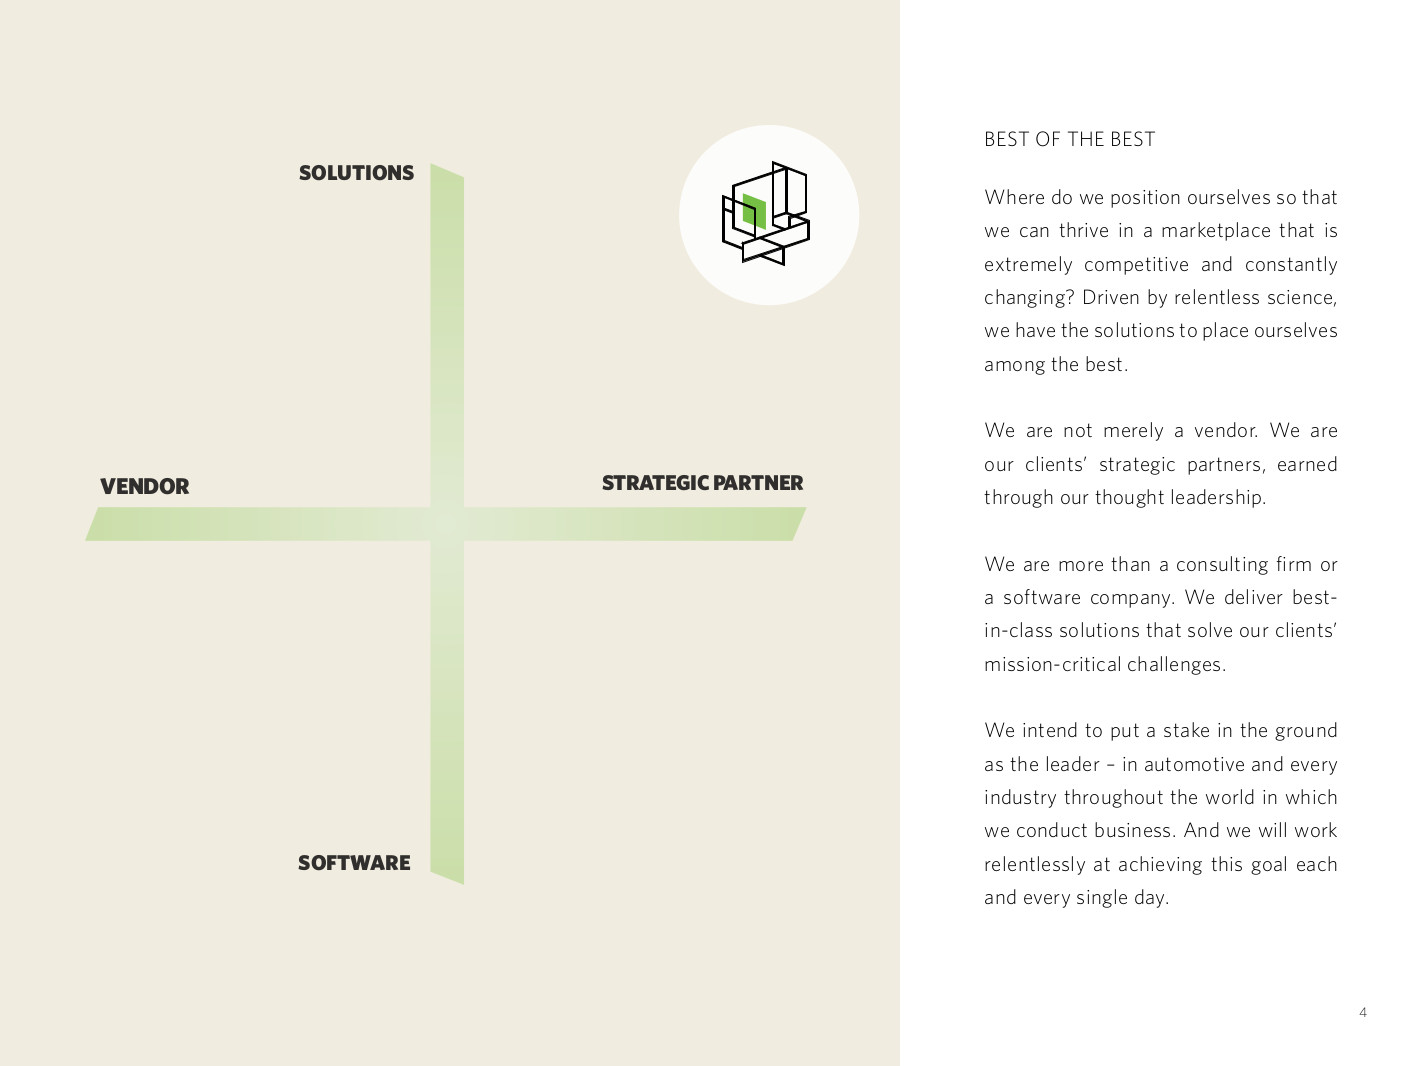 SOLUTIONS
VENDOR
STRATEGIC PARTNER
SOFTWARE
BEST OF THE BEST
Where do we position ourselves so that
we can thrive in a marketplace that is
extremely competitive and constantly
changing? Driven by relentless science,
we have the solutions to place ourselves
among the best.
We are not merely a vendor. We are
our clients’ strategic partners, earned
through our thought leadership.
We are more than a consulting firm or
a software company. We deliver best-
in-class solutions that solve our clients’
mission-critical challenges.
We intend to put a stake in the ground
as the leader – in automotive and every
industry throughout the world in which
we conduct business. And we will work
relentlessly at achieving this goal each
and every single day.
4